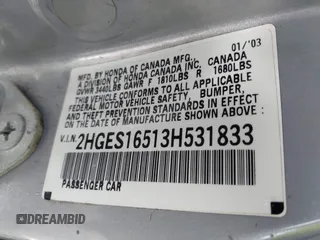 MFD. BY HONDA OF CANADA MFG.,
A DIVISION OF HONDA CANADA INC. CANADA
GVWR 3440LBS GAWR F 1810LBS R 1680LBS 01/'03
THIS VEHICLE CONFORMS TO ALL APPLICABLE
FEDERAL MOTOR VEHICLE SAFETY, BUMPER,
AND THEFT PREVENTION STANDARDS IN
EFFECT ON THE DATE OF MANUFACTURE
SHOWN ABOVE.
V.I.N. 2HGES16513H531833
PASSENGER CAR
DREAMBID